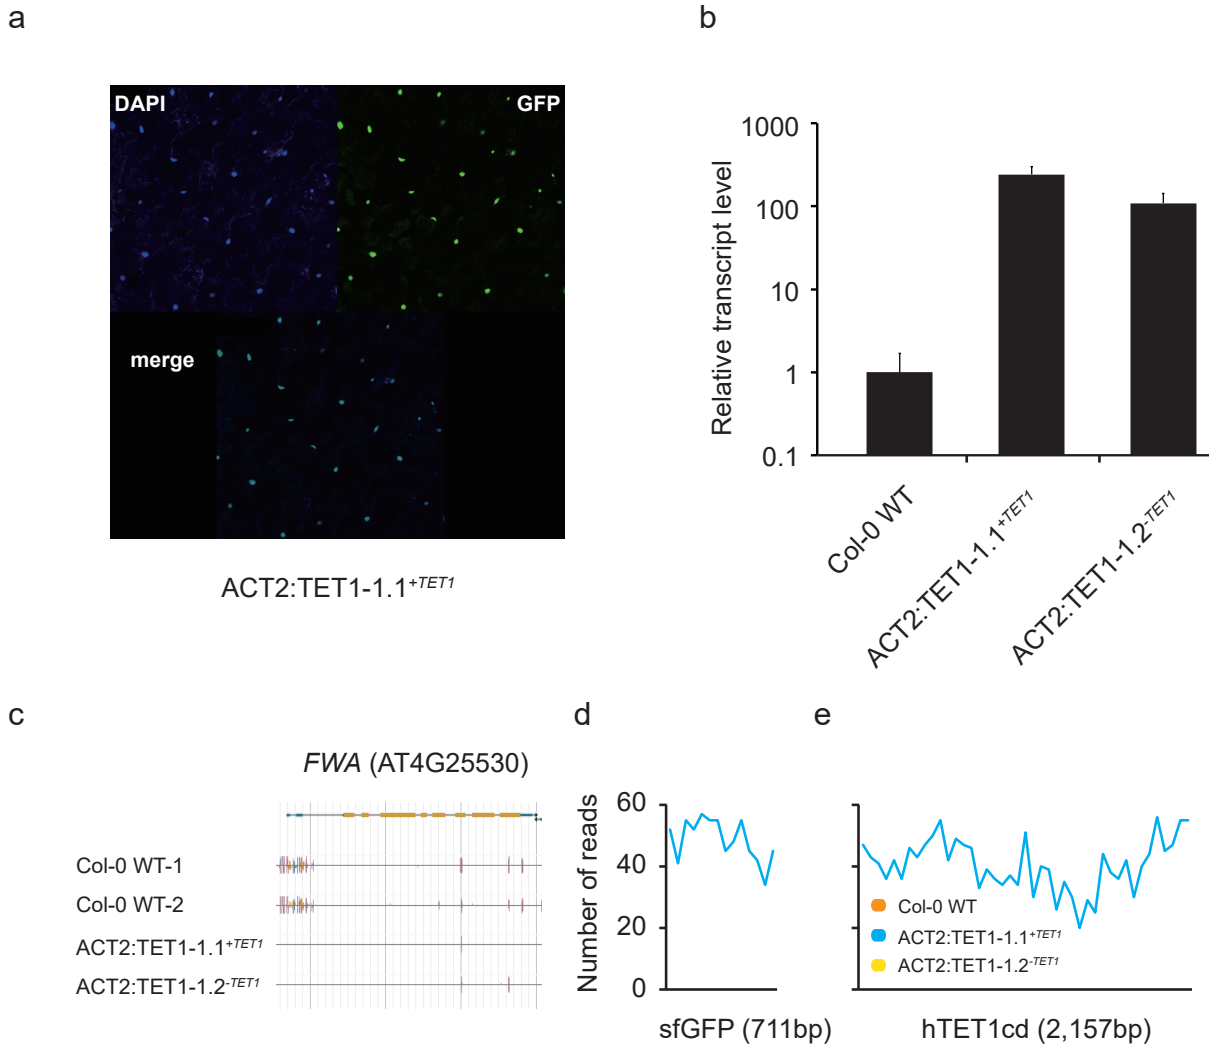 a
DAPI
GFP
merge
ACT2:TET1-1.1+TET1
b
Relative transcript level
1000
100
10
1
0.1
Col-0 WT
ACT2:TET1-1.1+TET1
ACT2:TET1-1.2-TET1
c
FWA (AT4G25530)
Col-0 WT-1
Col-0 WT-2
ACT2:TET1-1.1+TET1
ACT2:TET1-1.2-TET1
d
Number of reads
60
40
20
0
sfGFP (711bp)
e
Col-0 WT
ACT2:TET1-1.1+TET1
ACT2:TET1-1.2-TET1
hTET1cd (2,157bp)